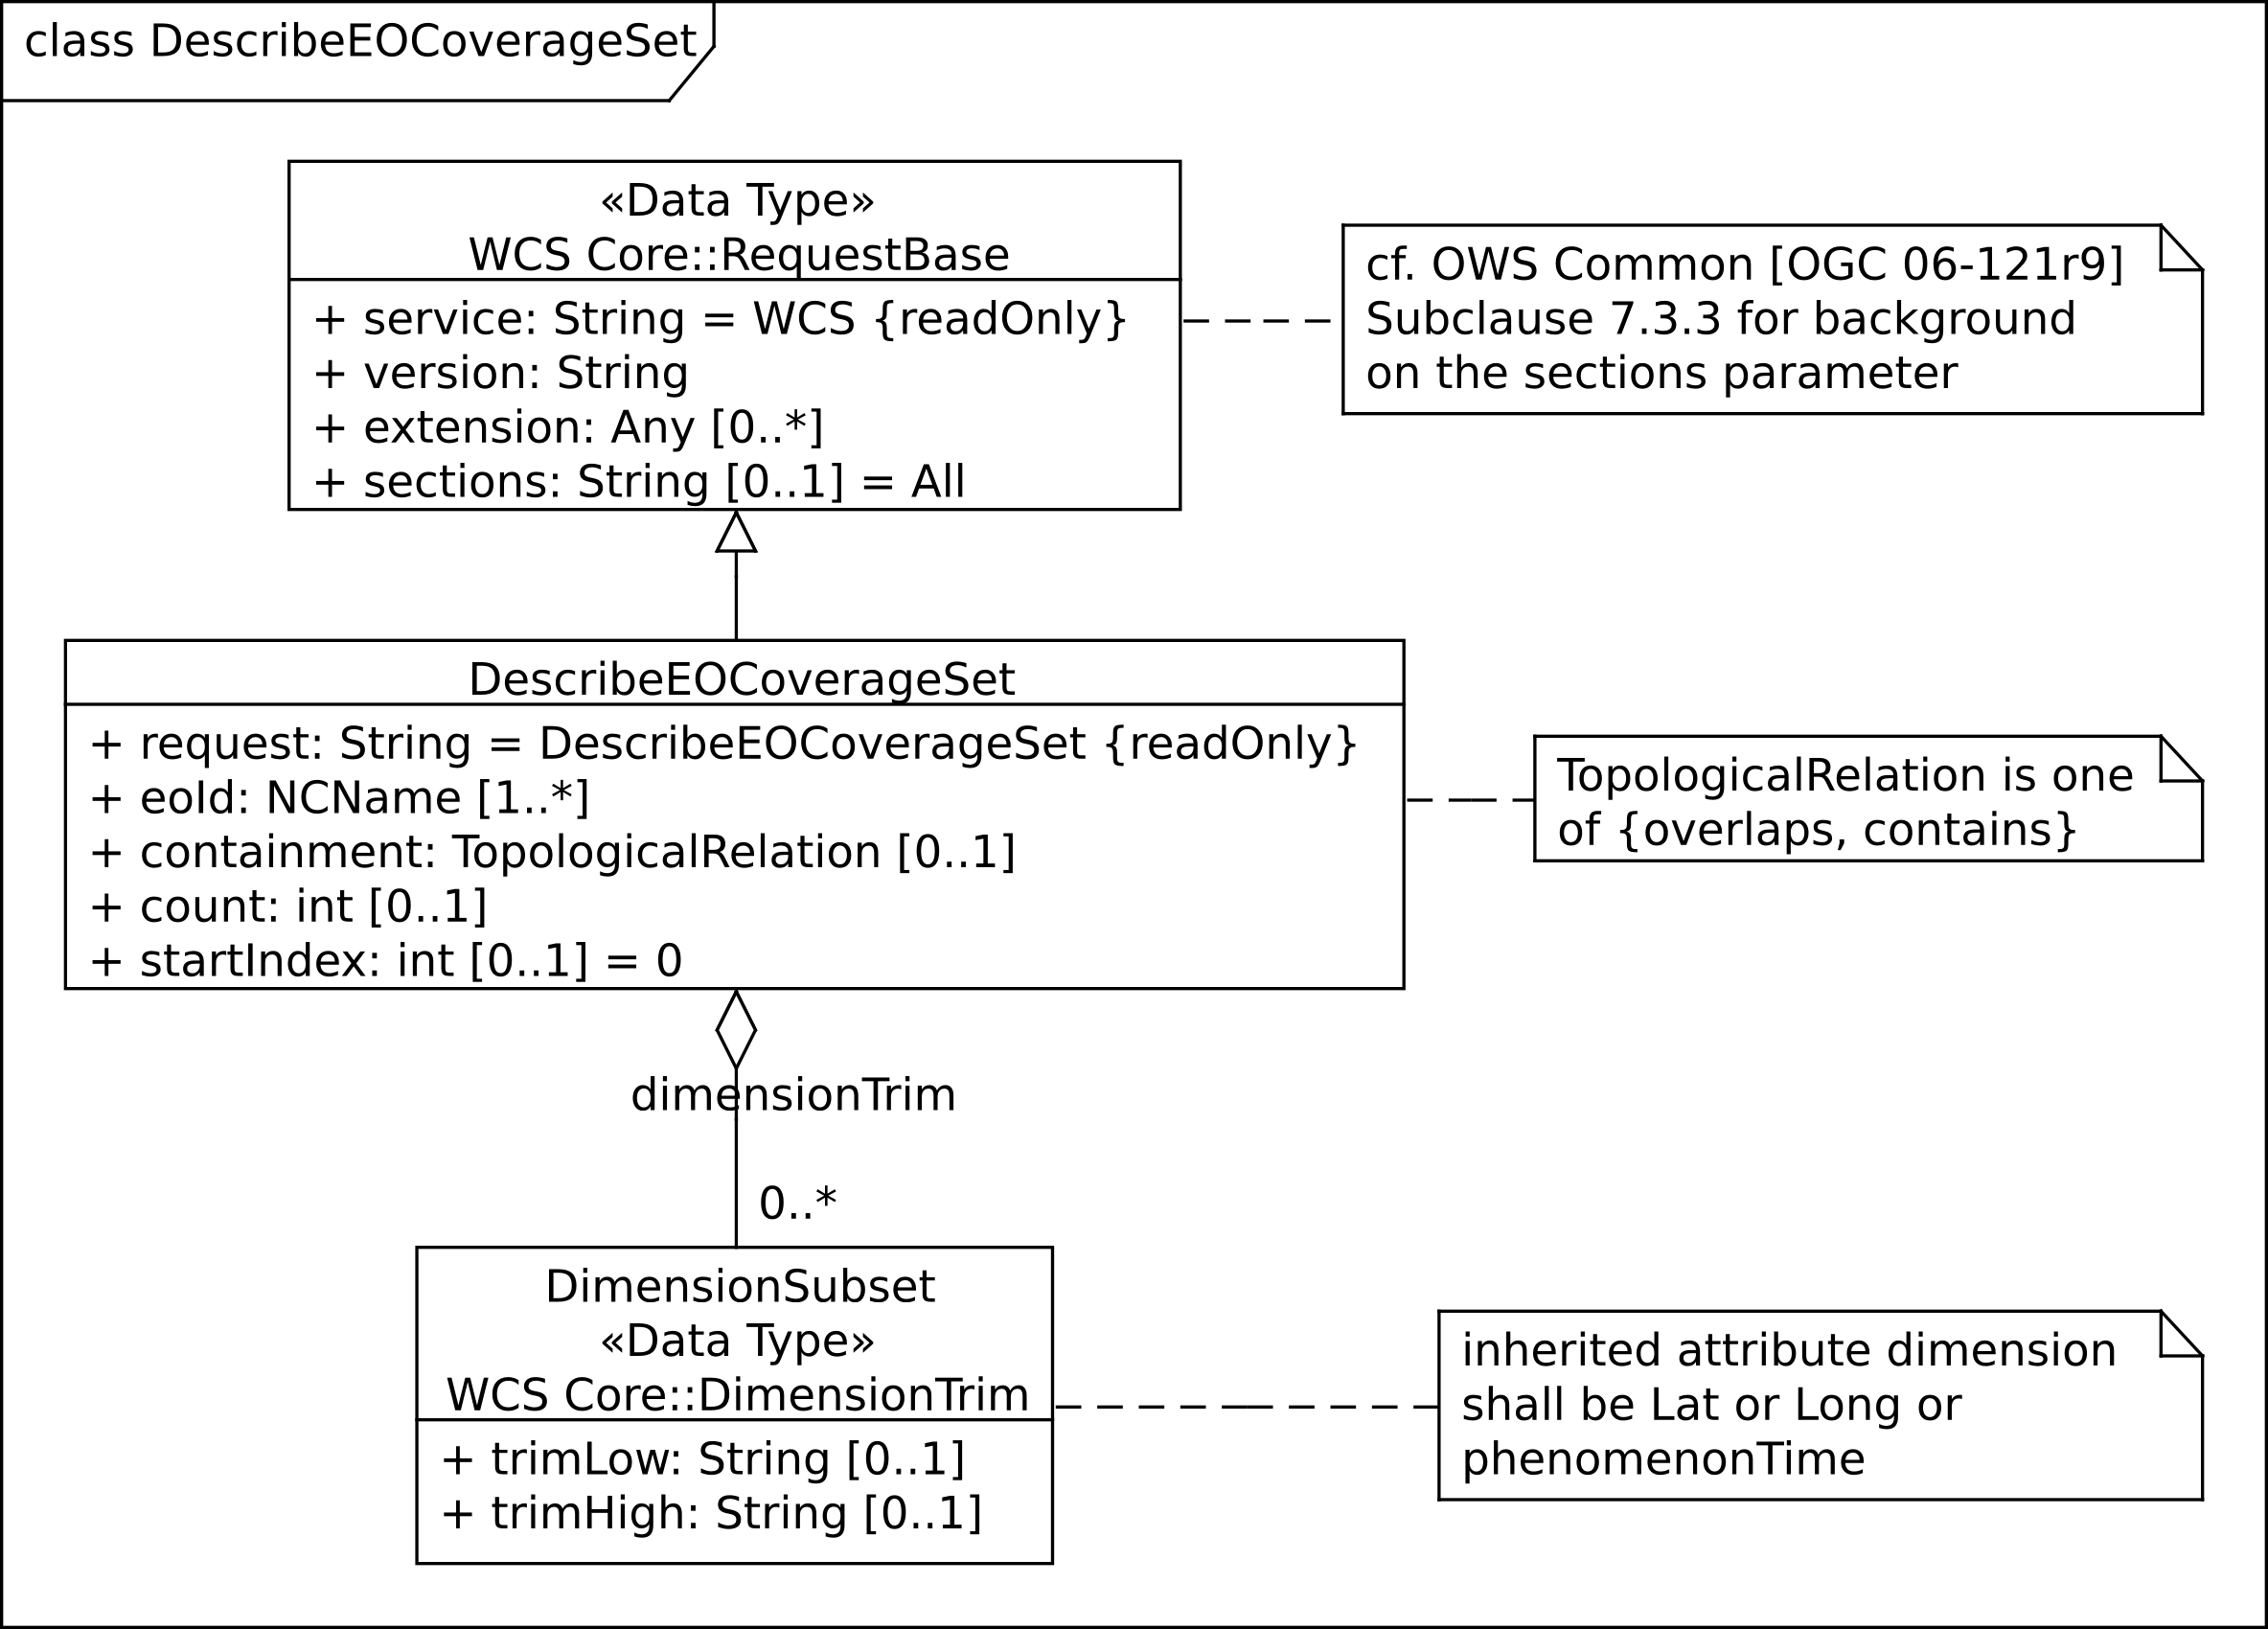 class DescribeEOCoverageSet
«Data Type»
WCS Core::RequestBase
+ service: String = WCS {readOnly}
+ version: String
+ extension: Any [0..*]
+ sections: String [0..1] = All
cf. OWS Common [OGC 06-121r9]
Subclause 7.3.3 for background
on the sections parameter
DescribeEOCoverageSet
+ request: String = DescribeEOCoverageSet {readOnly}
+ eoId: NCName [1..*]
+ containment: TopologicalRelation [0..1]
+ count: int [0..1]
+ startIndex: int [0..1] = 0
TopologicalRelation is one
of {overlaps, contains}
dimensionTrim
0..*
DimensionSubset
«Data Type»
WCS Core::DimensionTrim
+ trimLow: String [0..1]
+ trimHigh: String [0..1]
inherited attribute dimension
shall be Lat or Long or
phenomenonTime